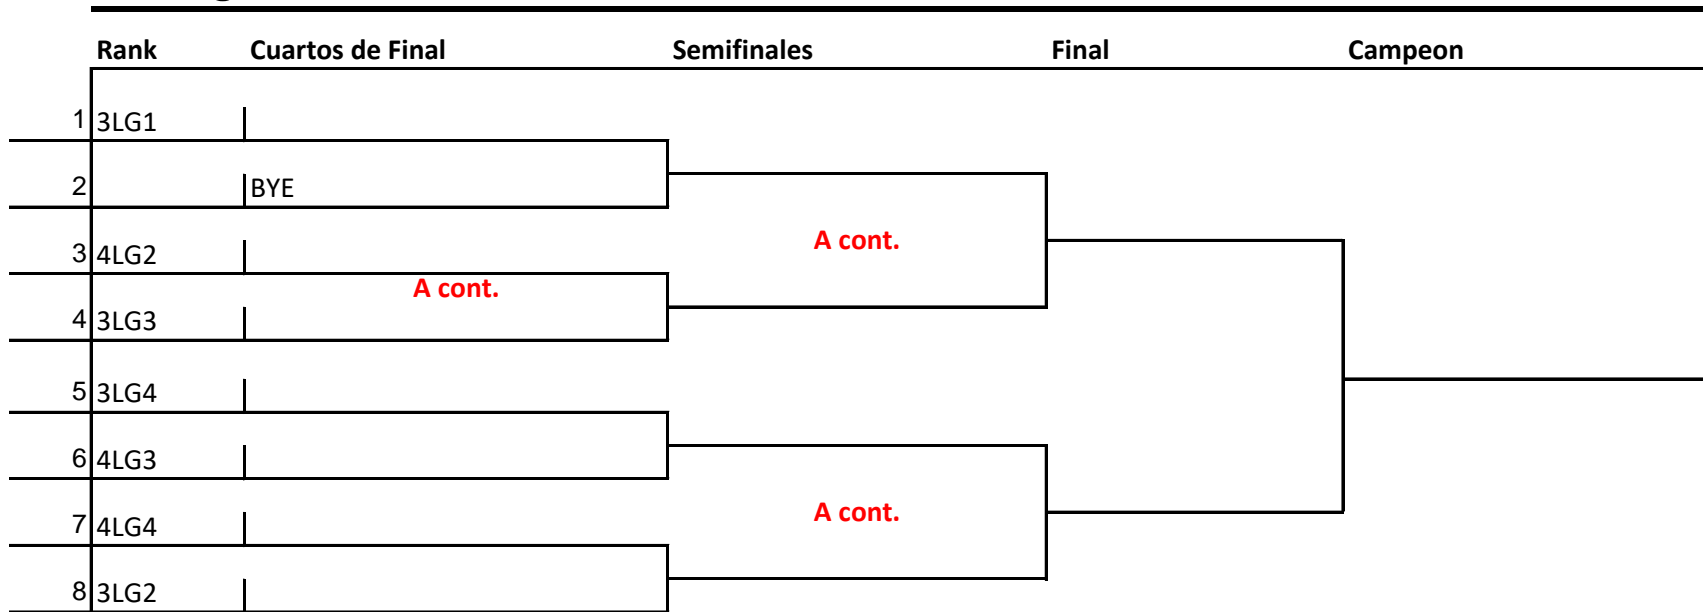 Rank Cuartos de Final Semifinales Final Campeon
1 3LG1
2 BYE
3 4LG2
A cont.
A cont.
4 3LG3
5 3LG4
6 4LG3
A cont.
7 4LG4
8 3LG2